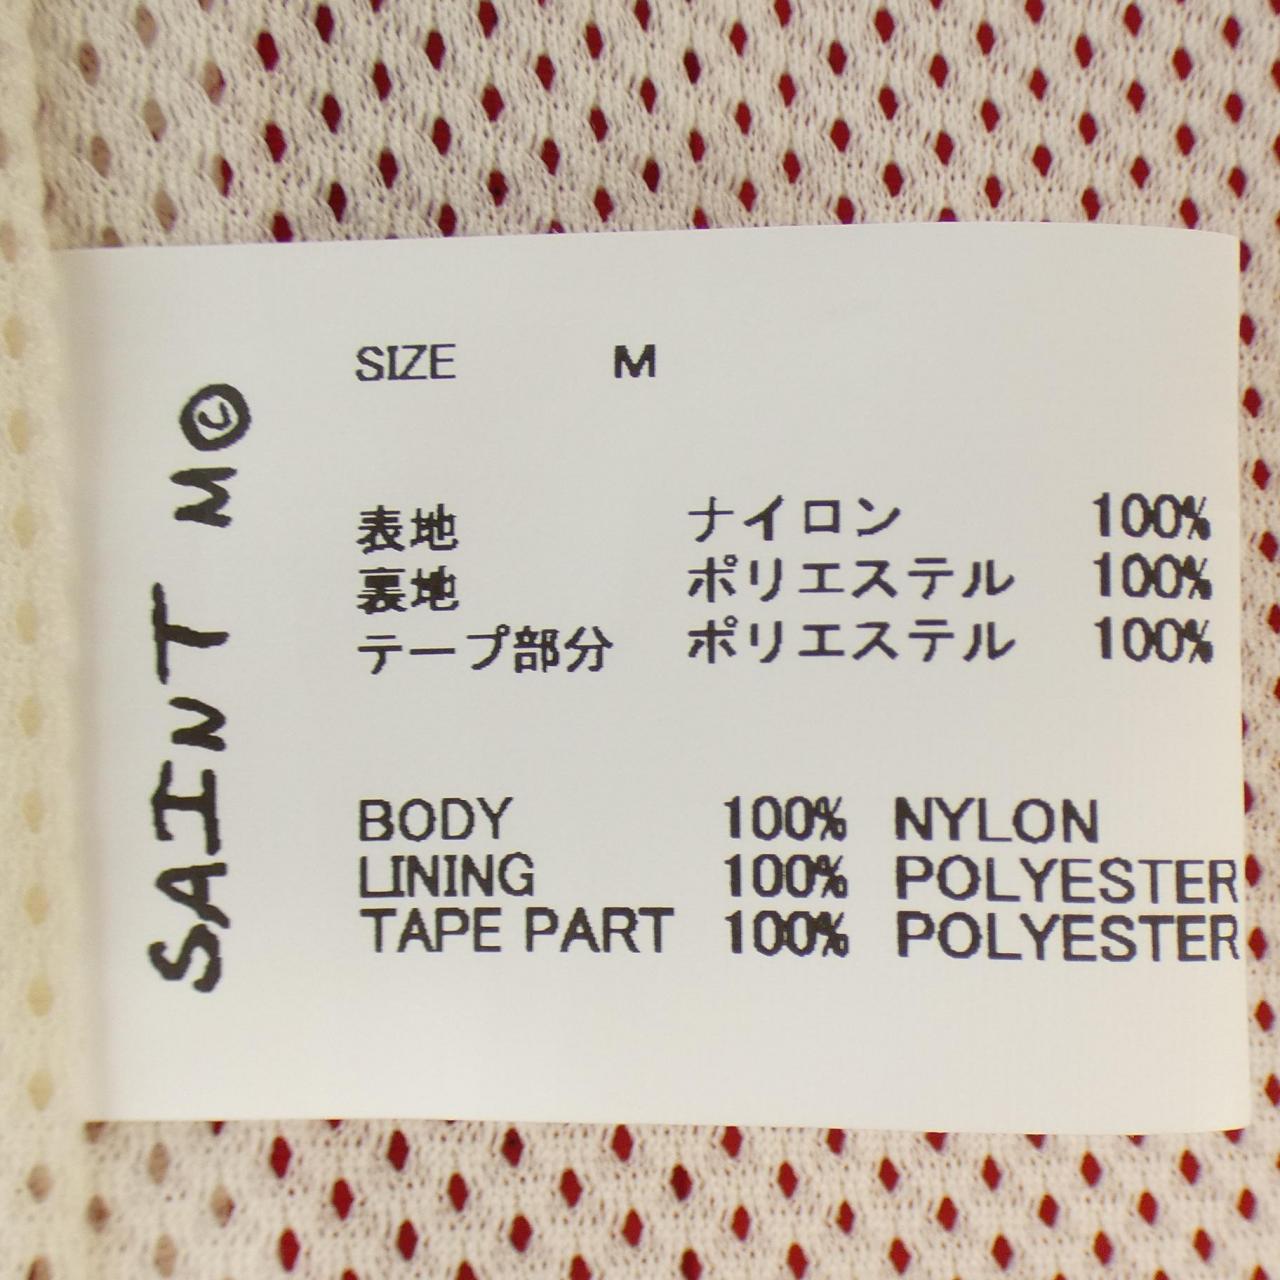 SAINT M©
SIZE M
表地 ナイロン 100%
裏地 ポリエステル 100%
テープ部分 ポリエステル 100%
BODY 100% NYLON
LINING 100% POLYESTER
TAPE PART 100% POLYESTER